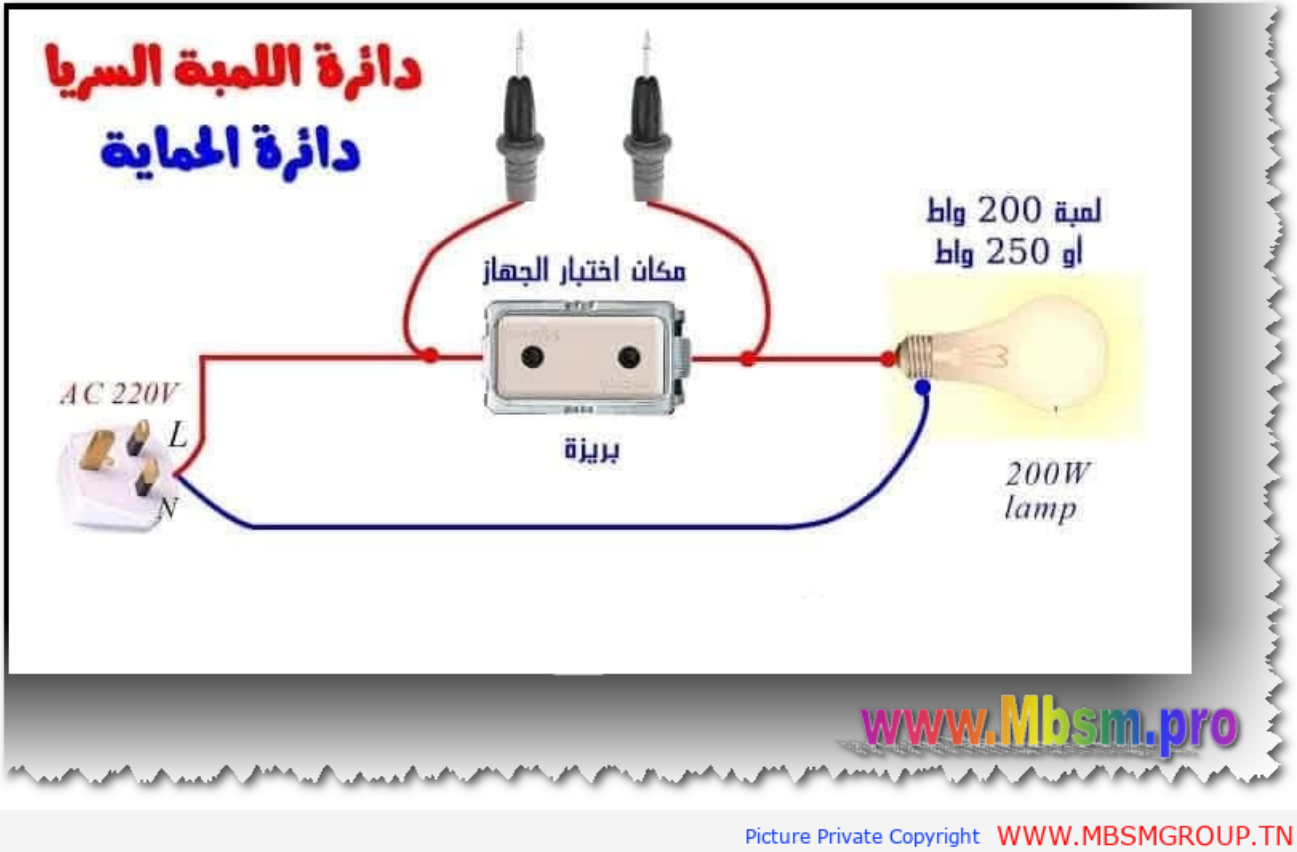 دائرة اللمبة السريا
دائرة الحماية
لمبة 200 واط
أو 250 واط
مكان اختبار الجهاز
AC 220V
L
N
بريزة
200W
lamp
www.Mbsm.pro
Picture Private Copyright WWW.MBSMGROUP.TN